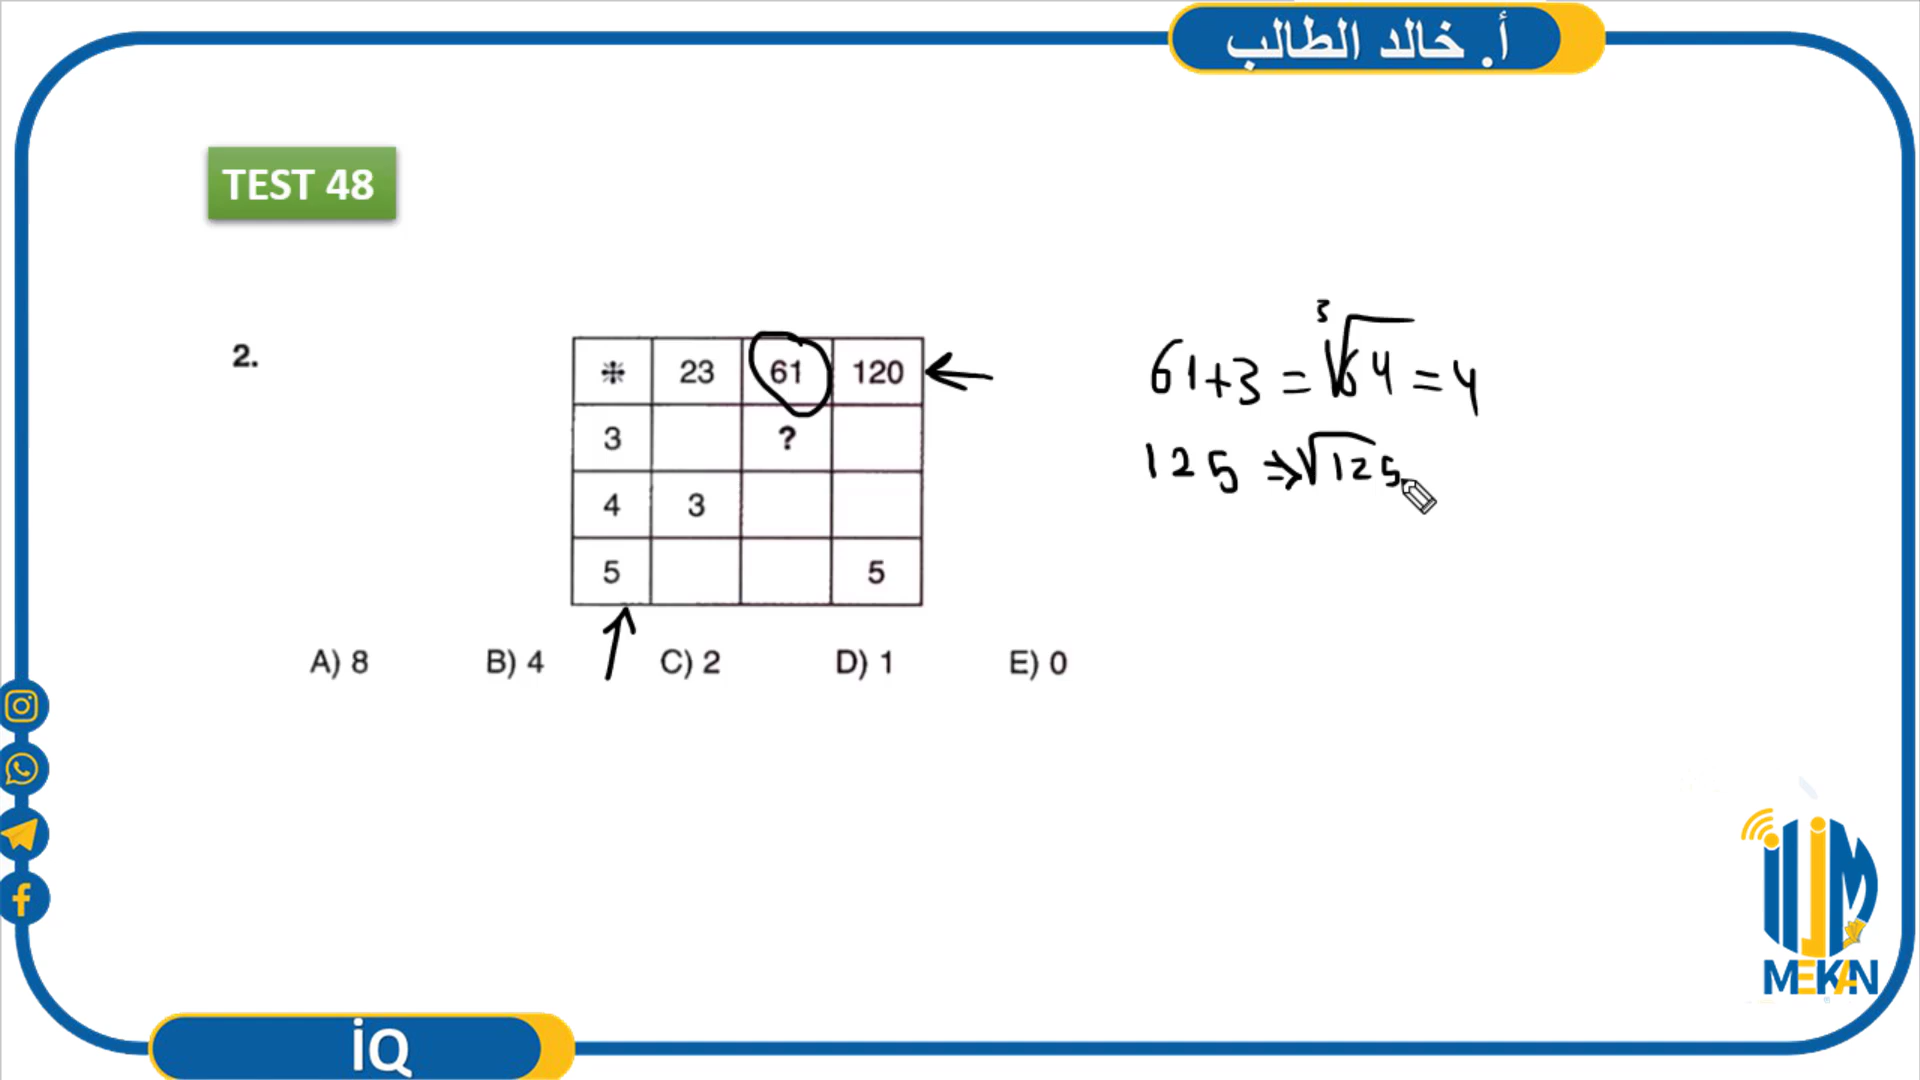 أ. خالد الطالب
TEST 48
2.
⁜ 23 61 120
3 ?
4 3
5 5
A) 8 B) 4 C) 2 D) 1 E) 0
61+3 = ∛64 = 4
125 ⇒ √125
MEKAN
İQ